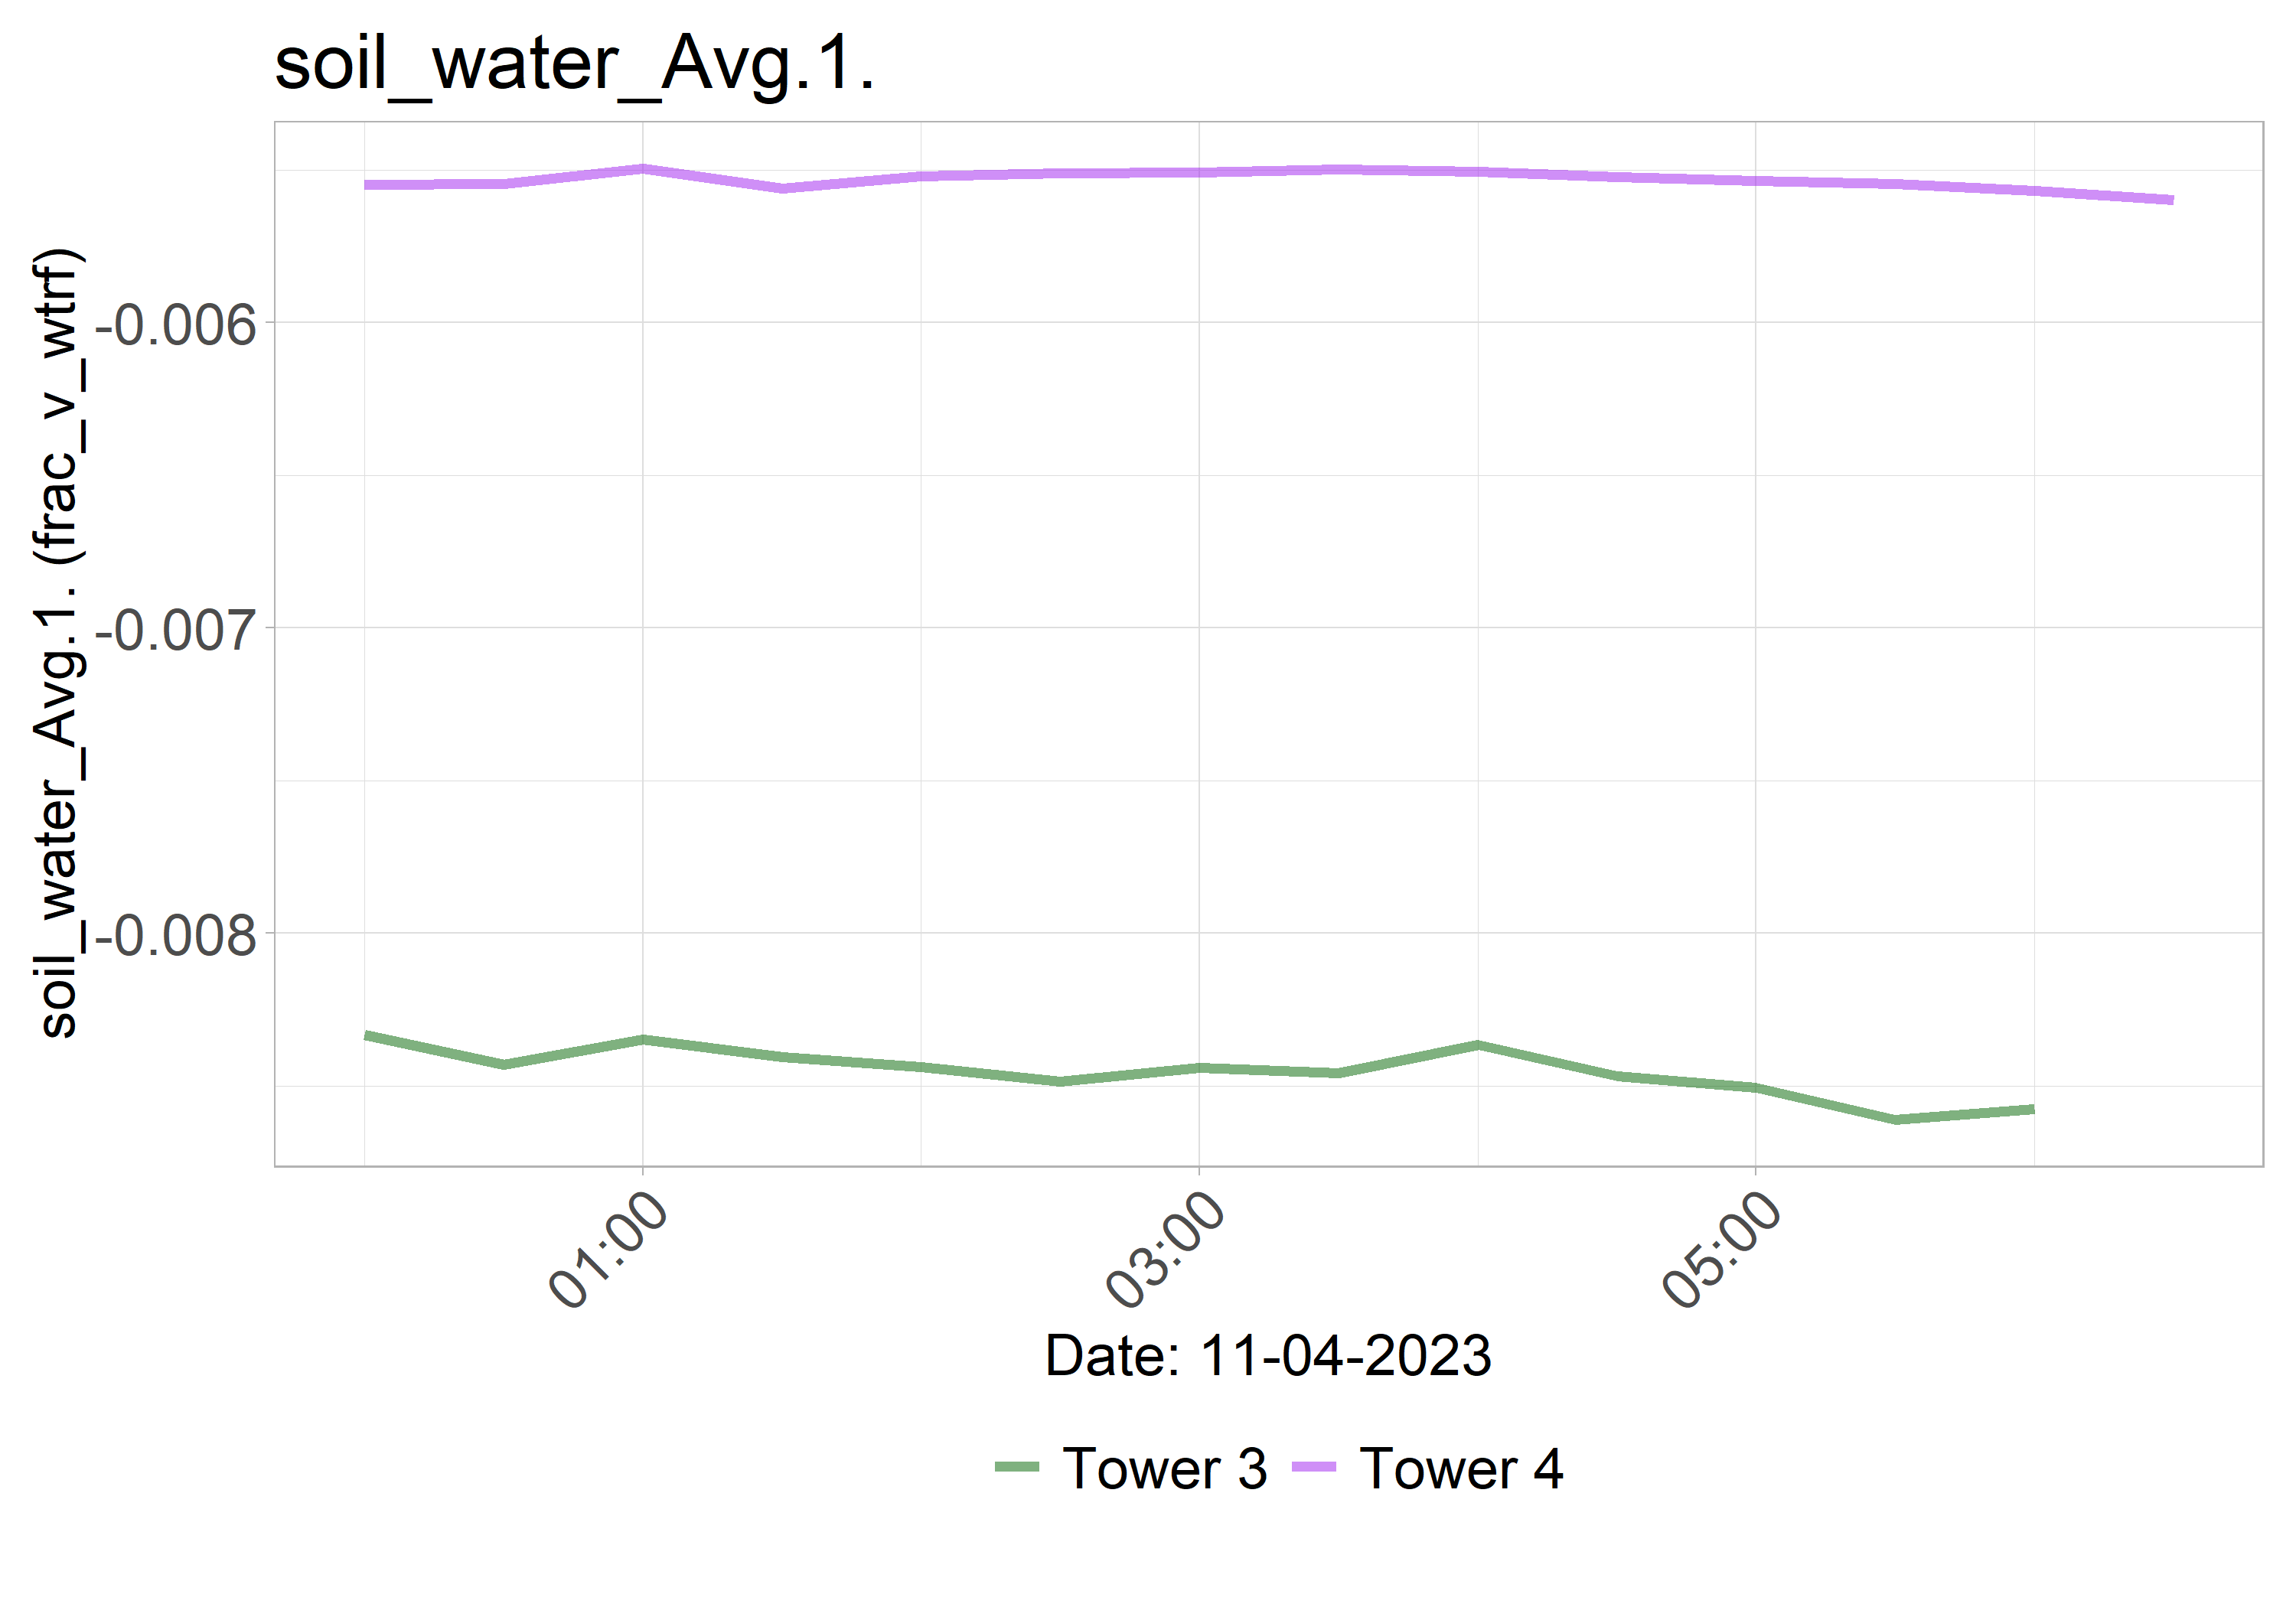 soil_water_Avg.1.
soil_water_Avg.1. (frac_v_wtrf)
-0.006
-0.007
-0.008
01:00
03:00
05:00
Date: 11-04-2023
Tower 3
Tower 4